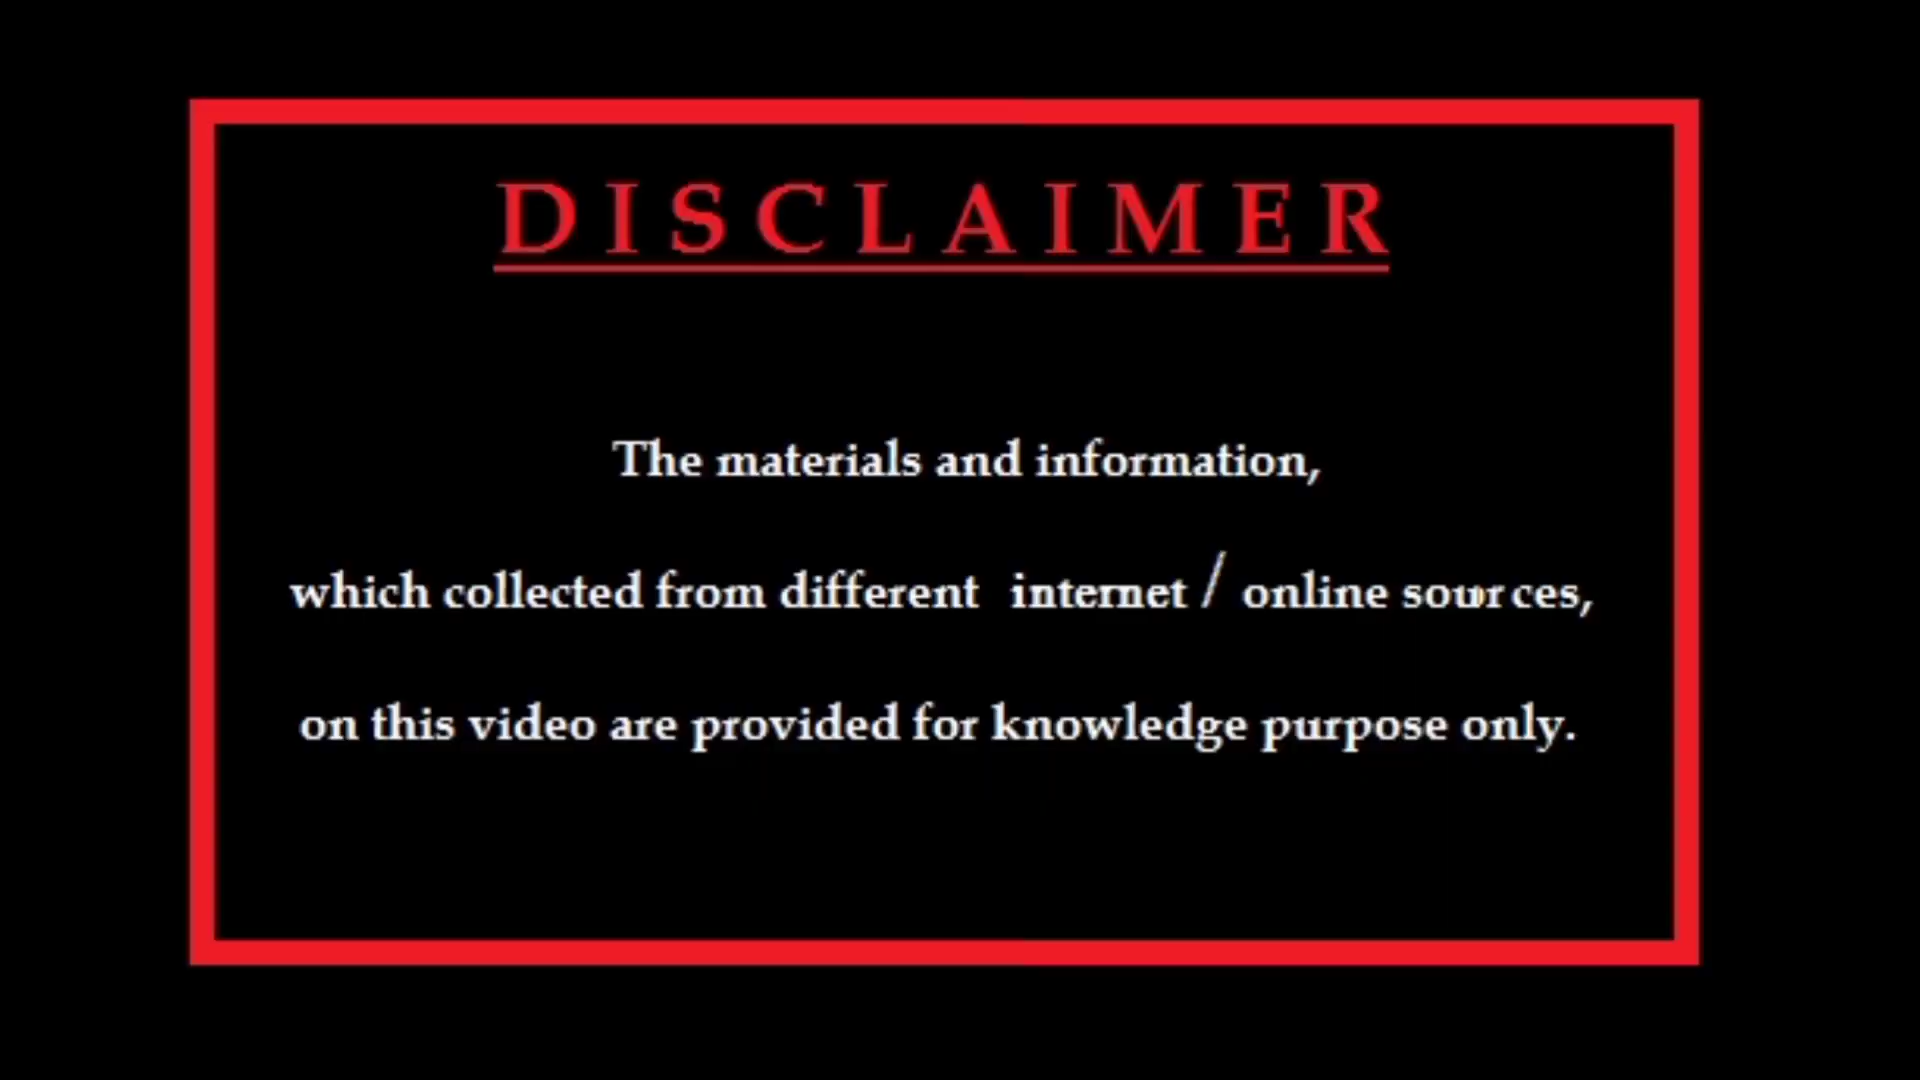 DISCLAIMER
The materials and information,
which collected from different internet / online sources,
on this video are provided for knowledge purpose only.